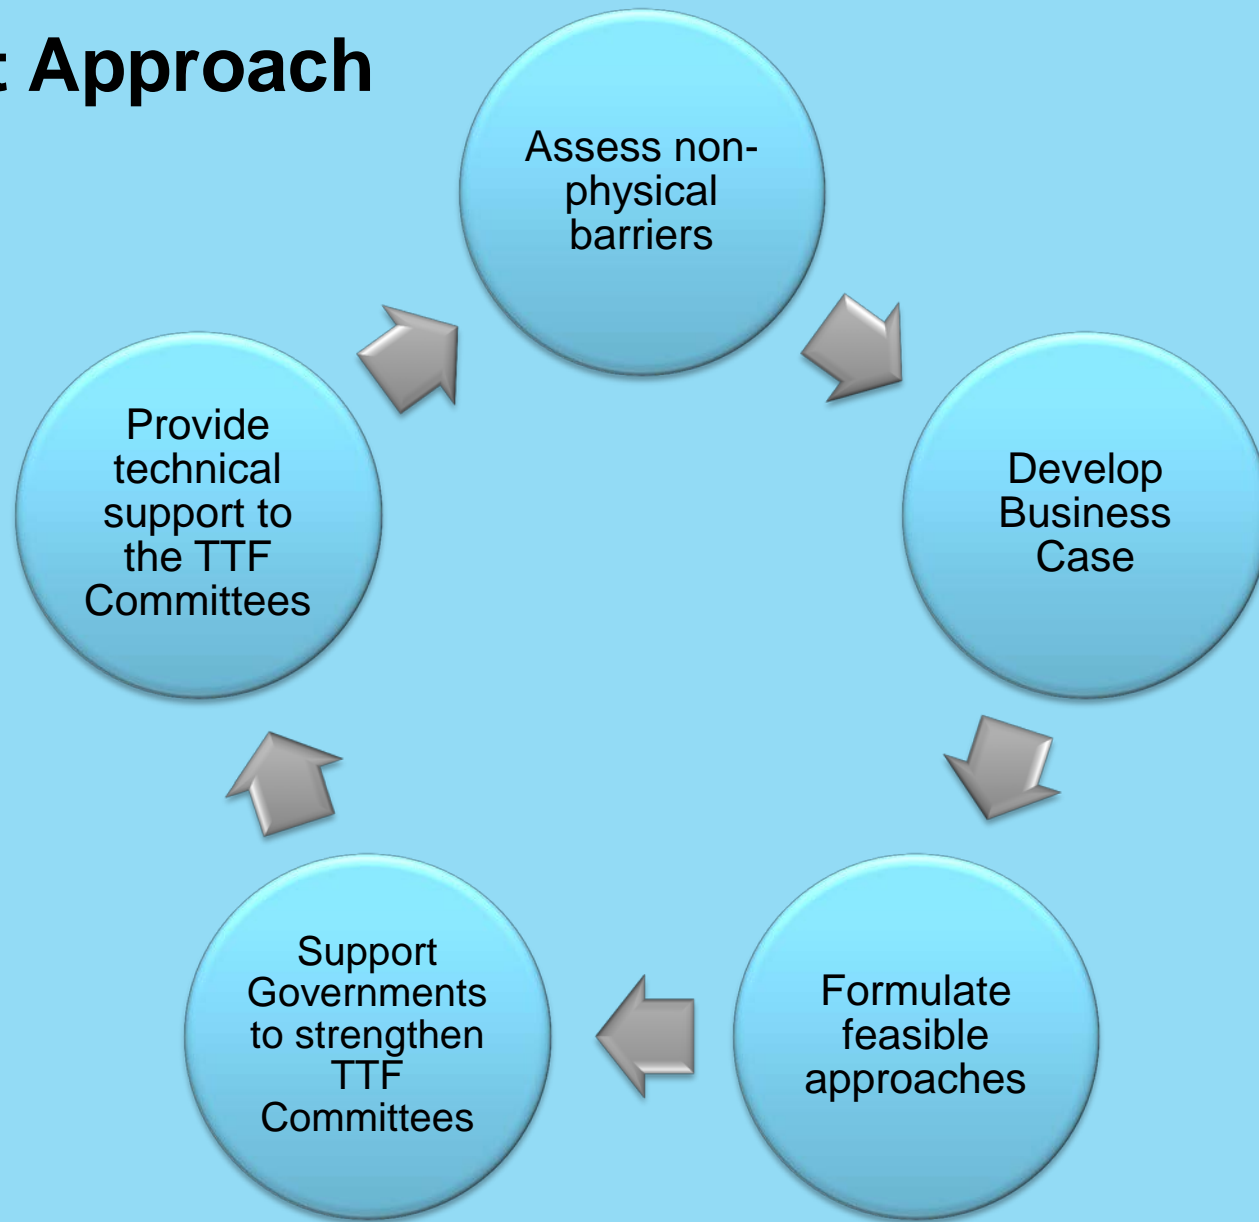 t Approach
Assess non-
physical
barriers
Develop
Business
Case
Formulate
feasible
approaches
Support
Governments
to strengthen
TTF
Committees
Provide
technical
support to
the TTF
Committees